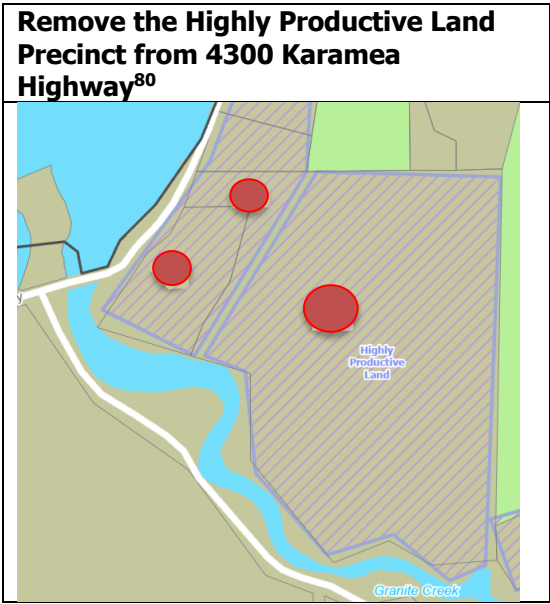 Remove the Highly Productive Land
Precinct from 4300 Karamea
Highway80
y
Highly
Productive
Land
Granite Creek